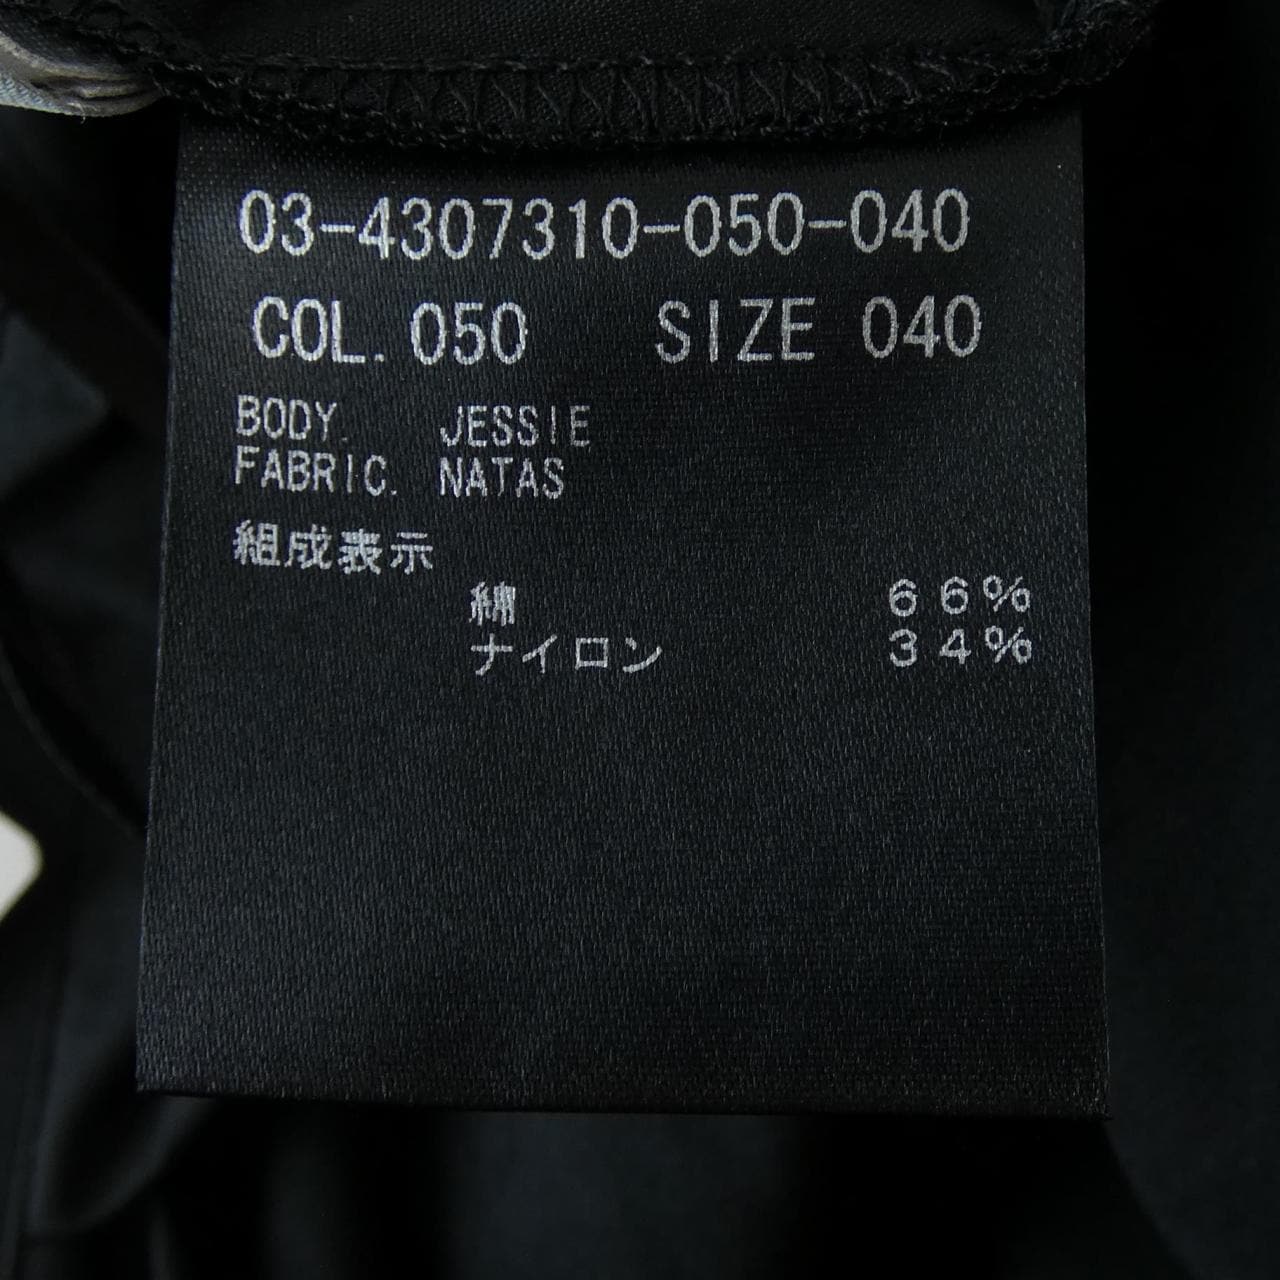 03-4307310-050-040
COL. 050 SIZE 040
BODY. JESSIE
FABRIC. NATAS
組成表示
綿 66%
ナイロン 34%